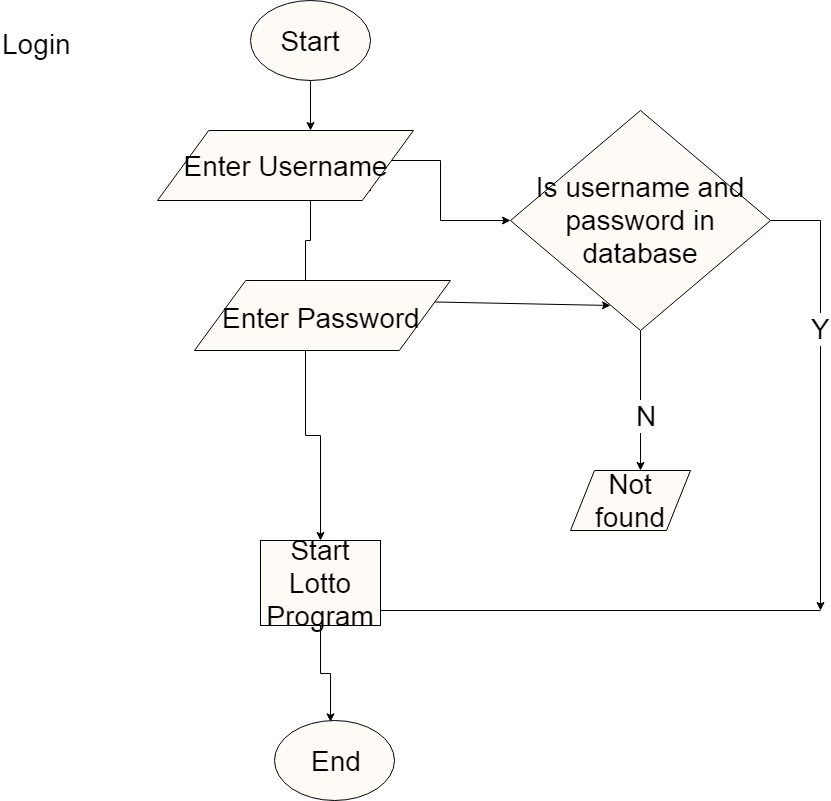 Login
Start
Enter Username
Is username and
password in
database
Enter Password
Y
N
Not
found
Start
Lotto
Program
End